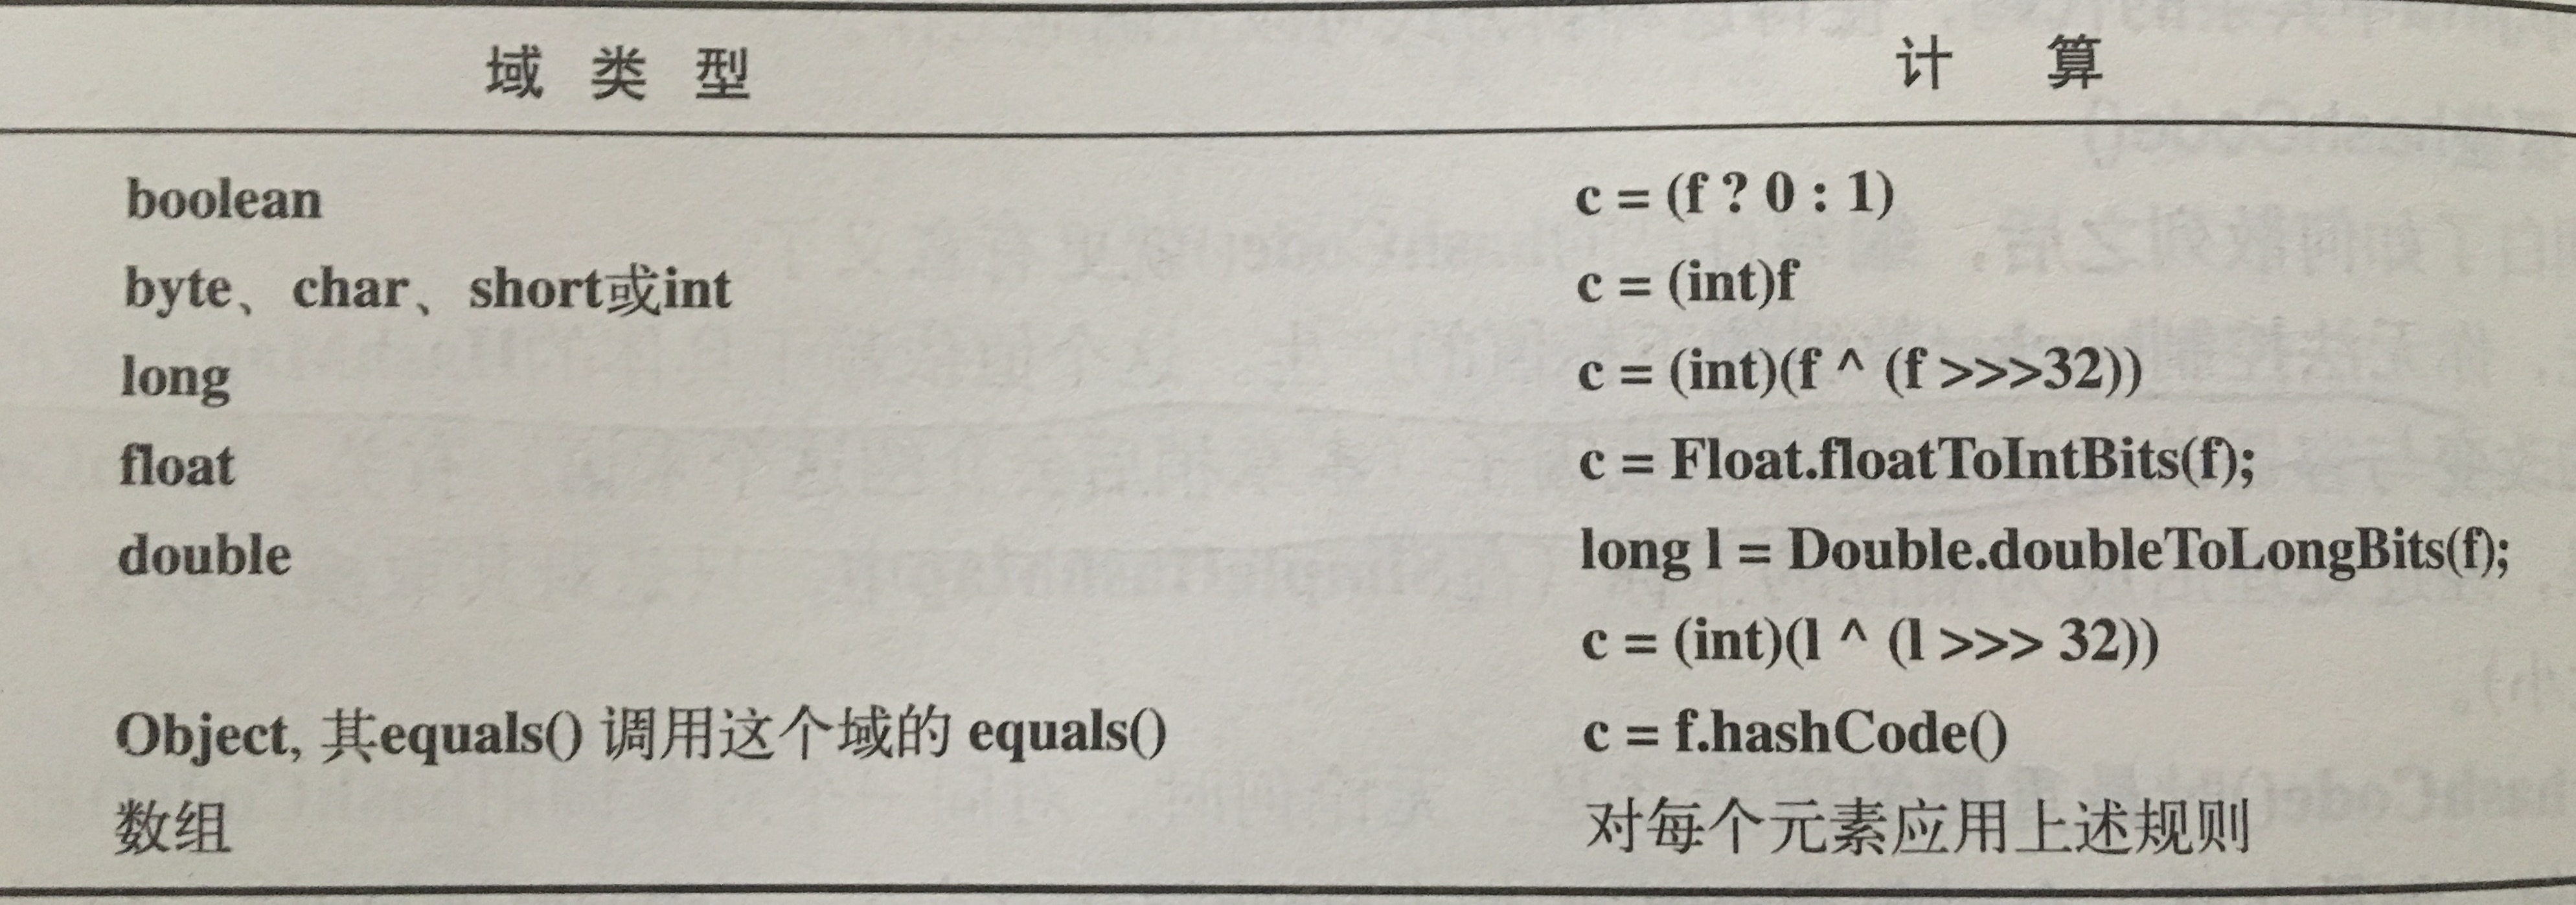 域 类 型 计 算
boolean c = (f ? 0 : 1)
byte、char、short或int c = (int)f
long c = (int)(f ^ (f >>>32))
float c = Float.floatToIntBits(f);
double long l = Double.doubleToLongBits(f);
c = (int)(l ^ (l >>> 32))
Object, 其equals() 调用这个域的 equals() c = f.hashCode()
数组 对每个元素应用上述规则